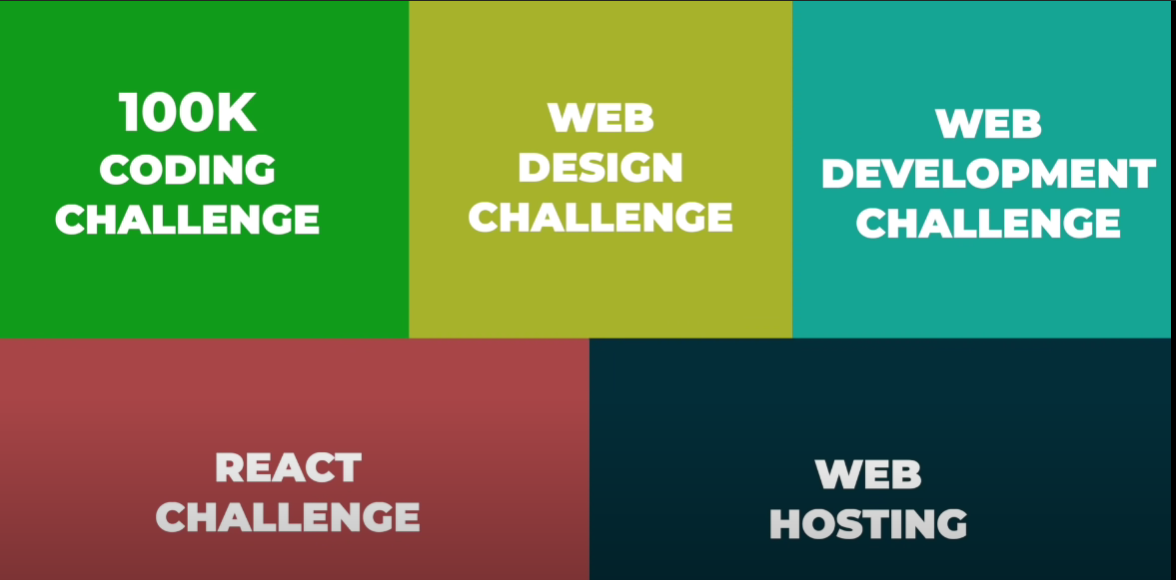 100K
CODING
CHALLENGE
WEB
DESIGN
CHALLENGE
WEB
DEVELOPMENT
CHALLENGE
REACT
CHALLENGE
WEB
HOSTING